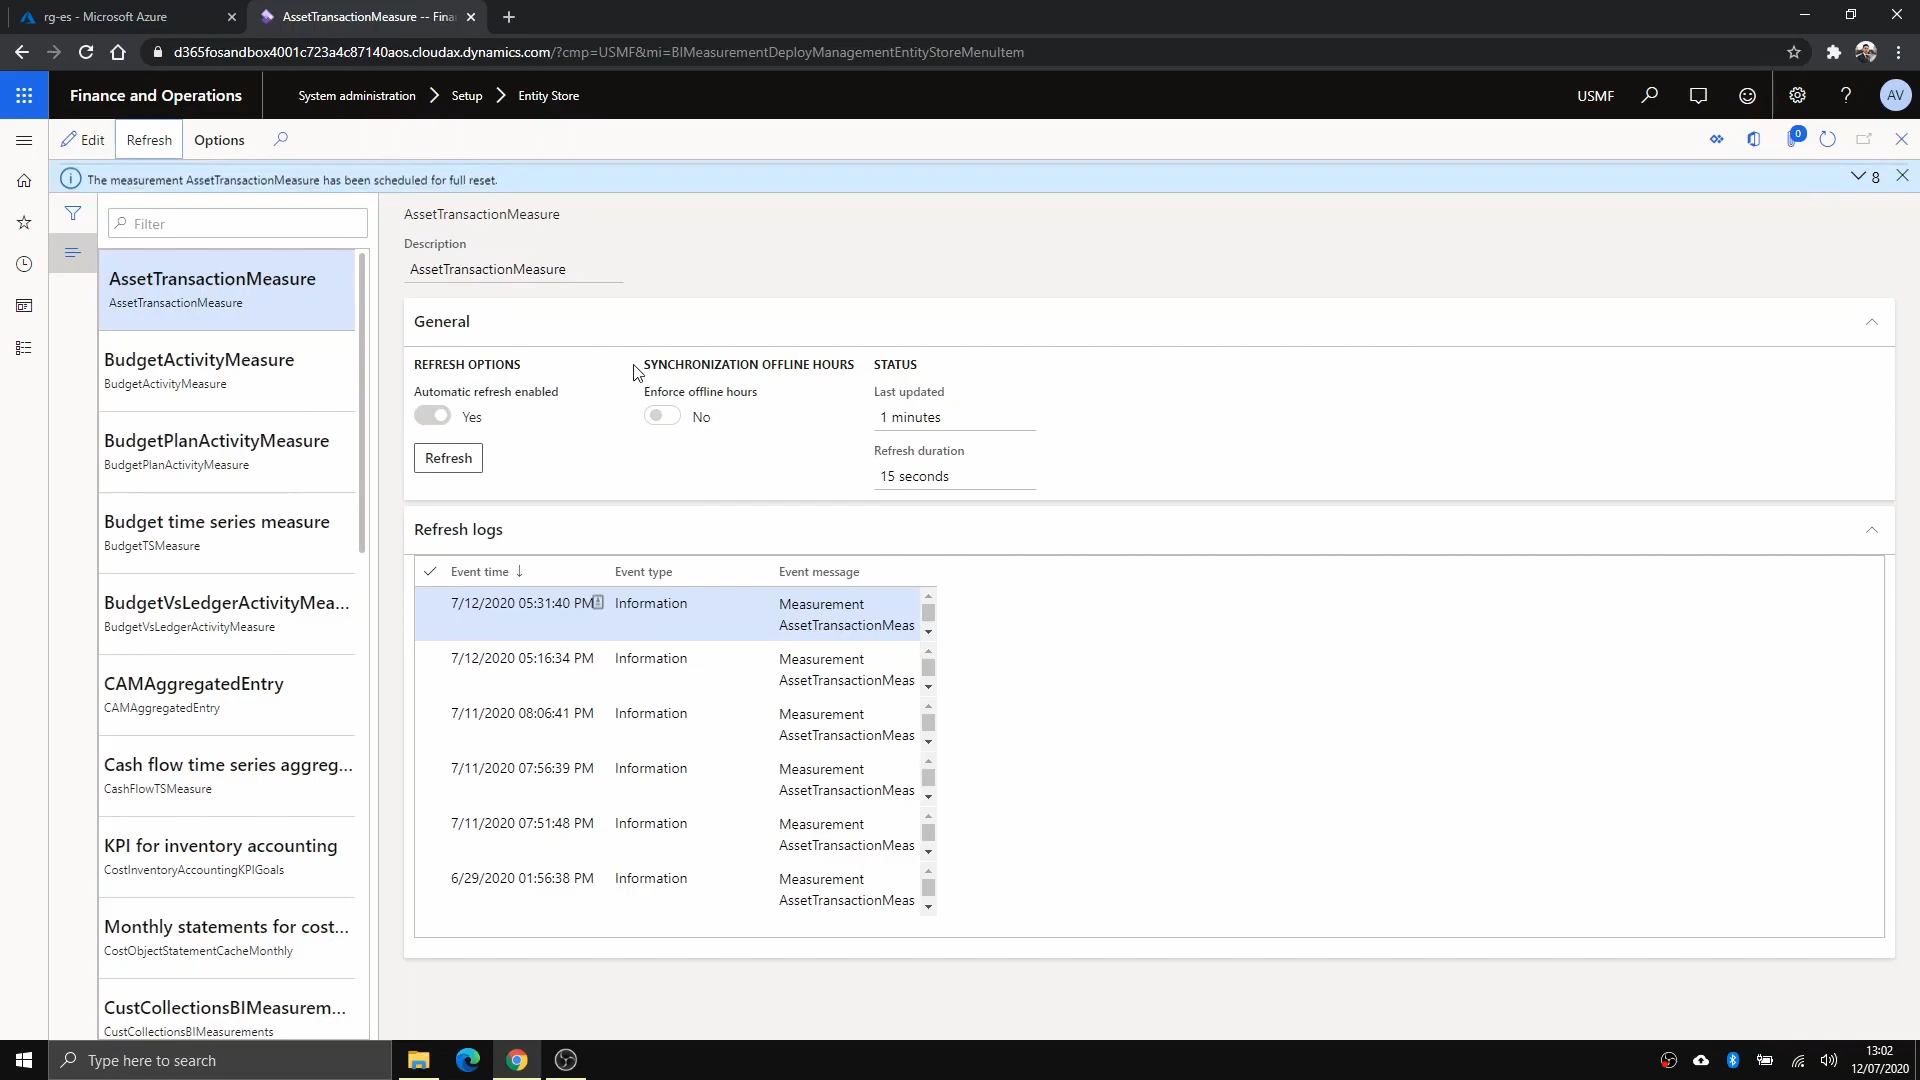 rg-es - Microsoft Azure
AssetTransactionMeasure -- Fina
d365fosandbox4001c723a4c87140aos.cloudax.dynamics.com/?cmp=USMF&mi=BIMeasurementDeployManagementEntityStoreMenuItem
Finance and Operations
System administration
Setup
Entity Store
USMF
?
AV
Edit
Refresh
Options
0
The measurement AssetTransactionMeasure has been scheduled for full reset.
8
Filter
AssetTransactionMeasure
AssetTransactionMeasure
BudgetActivityMeasure
BudgetActivityMeasure
BudgetPlanActivityMeasure
BudgetPlanActivityMeasure
Budget time series measure
BudgetTSMeasure
BudgetVsLedgerActivityMea...
BudgetVsLedgerActivityMeasure
CAMAggregatedEntry
CAMAggregatedEntry
Cash flow time series aggreg...
CashFlowTSMeasure
KPI for inventory accounting
CostInventoryAccountingKPIGoals
Monthly statements for cost...
CostObjectStatementCacheMonthly
CustCollectionsBIMeasurem...
CustCollectionsBIMeasurements
AssetTransactionMeasure
Description
AssetTransactionMeasure
General
REFRESH OPTIONS
Automatic refresh enabled
Yes
Refresh
SYNCHRONIZATION OFFLINE HOURS
Enforce offline hours
No
STATUS
Last updated
1 minutes
Refresh duration
15 seconds
Refresh logs
Event time Event type Event message
7/12/2020 05:31:40 PM Information Measurement
AssetTransactionMeas
7/12/2020 05:16:34 PM Information Measurement
AssetTransactionMeas
7/11/2020 08:06:41 PM Information Measurement
AssetTransactionMeas
7/11/2020 07:56:39 PM Information Measurement
AssetTransactionMeas
7/11/2020 07:51:48 PM Information Measurement
AssetTransactionMeas
6/29/2020 01:56:38 PM Information Measurement
AssetTransactionMeas
Type here to search
13:02
12/07/2020